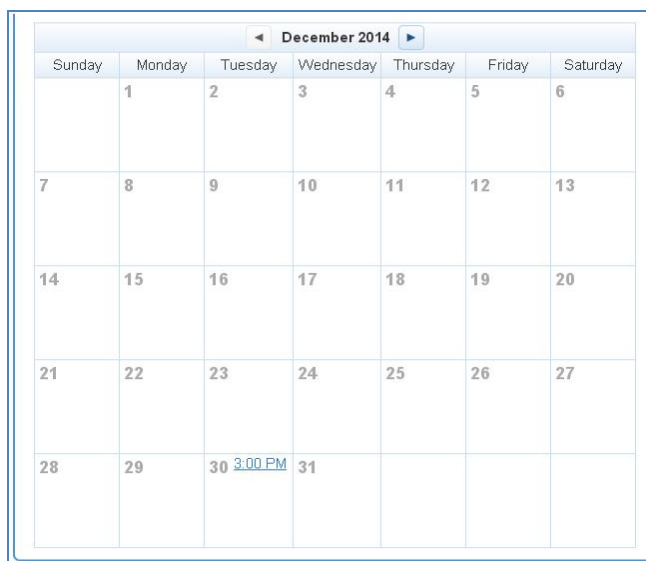 ◄ December 2014 ►
Sunday Monday Tuesday Wednesday Thursday Friday Saturday
1 2 3 4 5 6
7 8 9 10 11 12 13
14 15 16 17 18 19 20
21 22 23 24 25 26 27
28 29 30 3:00 PM 31